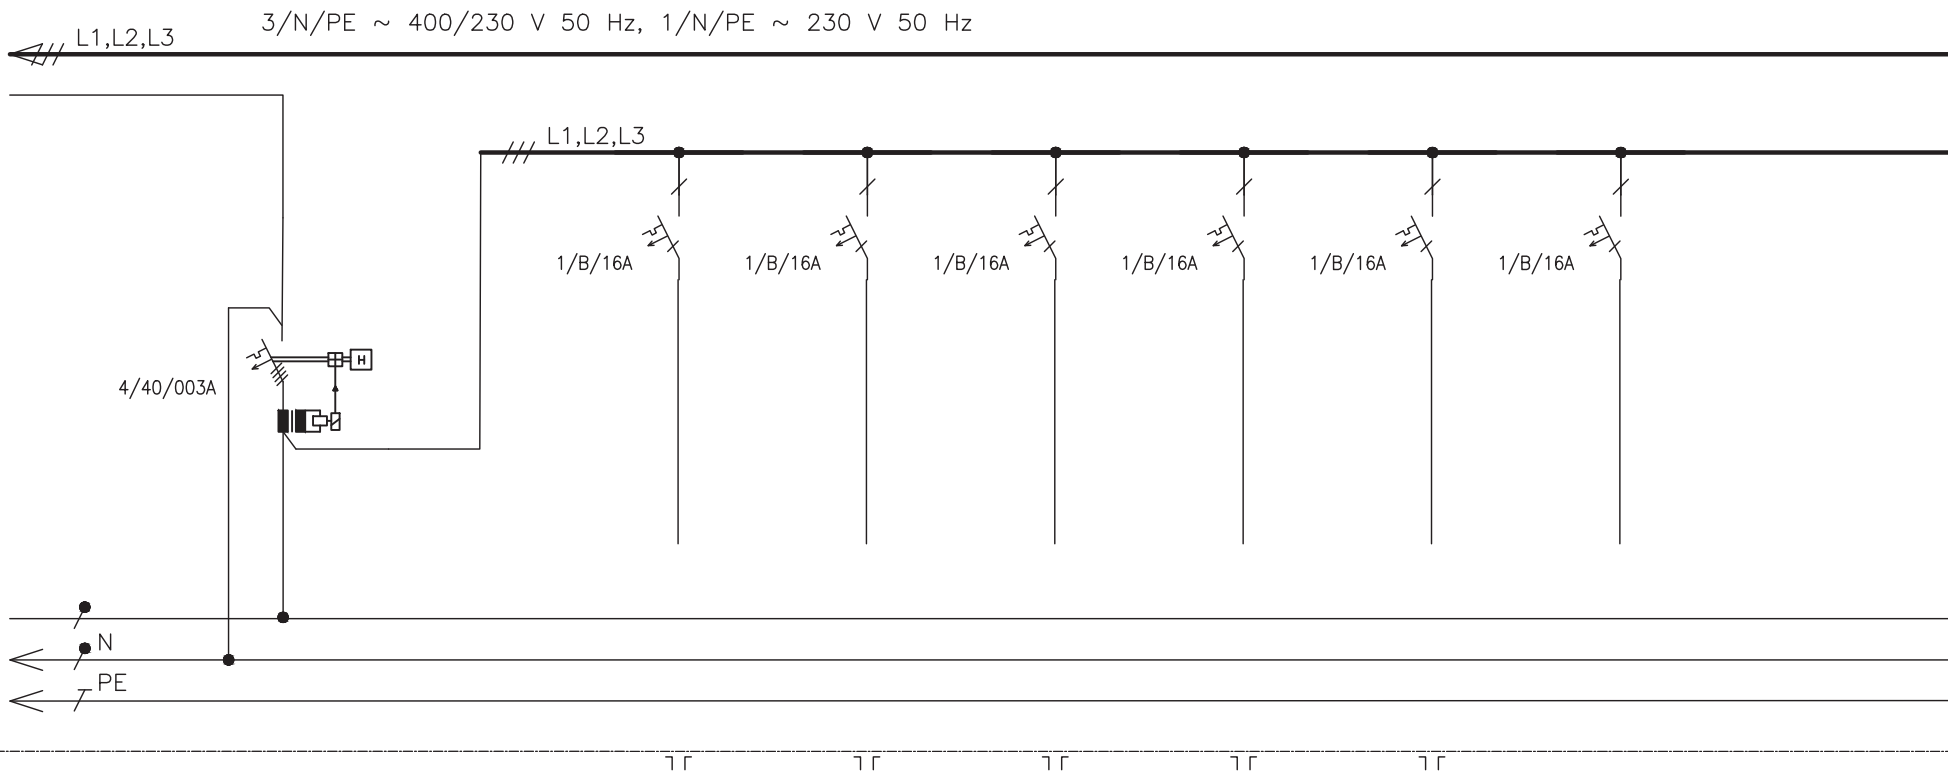 3/N/PE ~ 400/230 V 50 Hz, 1/N/PE ~ 230 V 50 Hz
L1,L2,L3
L1,L2,L3
1/B/16A 1/B/16A 1/B/16A 1/B/16A 1/B/16A 1/B/16A
H
4/40/003A
N
PE